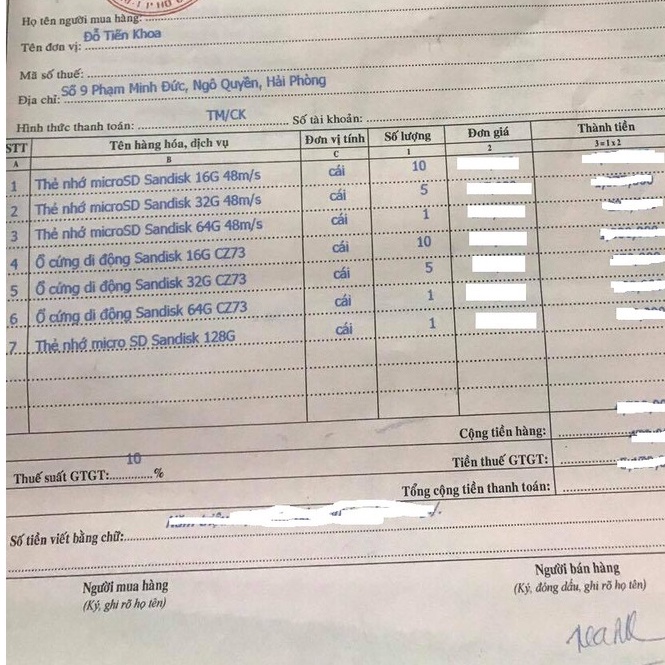 Họ tên người mua hàng:
Đỗ Tiến Khoa
Tên đơn vị:
Mã số thuế:
Địa chỉ: Số 9 Phạm Minh Đức, Ngô Quyền, Hải Phòng
Hình thức thanh toán: TM/CK Số tài khoản:
STT Tên hàng hóa, dịch vụ Đơn vị tính Số lượng Đơn giá Thành tiền
A B C 1 2 3 = 1 x 2
1 Thẻ nhớ microSD Sandisk 16G 48m/s cái 10
2 Thẻ nhớ microSD Sandisk 32G 48m/s cái 5
3 Thẻ nhớ microSD Sandisk 64G 48m/s cái 1
4 Ổ cứng di động Sandisk 16G CZ73 cái 10
5 Ổ cứng di động Sandisk 32G CZ73 cái 5
6 Ổ cứng di động Sandisk 64G CZ73 cái 1
7 Thẻ nhớ micro SD Sandisk 128G cái 1
Cộng tiền hàng:
Thuế suất GTGT: 10 % Tiền thuế GTGT:
Tổng cộng tiền thanh toán:
Số tiền viết bằng chữ:
Người mua hàng Người bán hàng
(Ký, ghi rõ họ tên) (Ký, đóng dấu, ghi rõ họ tên)